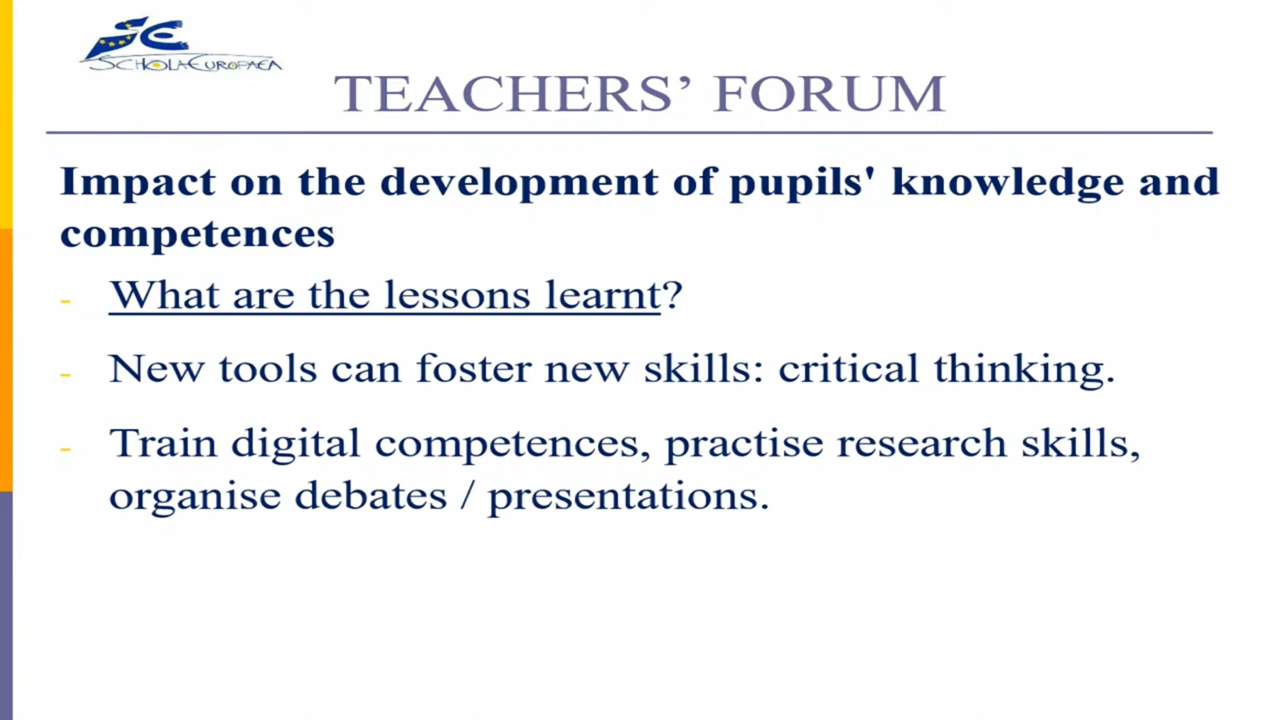 SCHOLA EUROPAEA
TEACHERS’ FORUM
Impact on the development of pupils' knowledge and
competences
- What are the lessons learnt?
- New tools can foster new skills: critical thinking.
- Train digital competences, practise research skills,
organise debates / presentations.